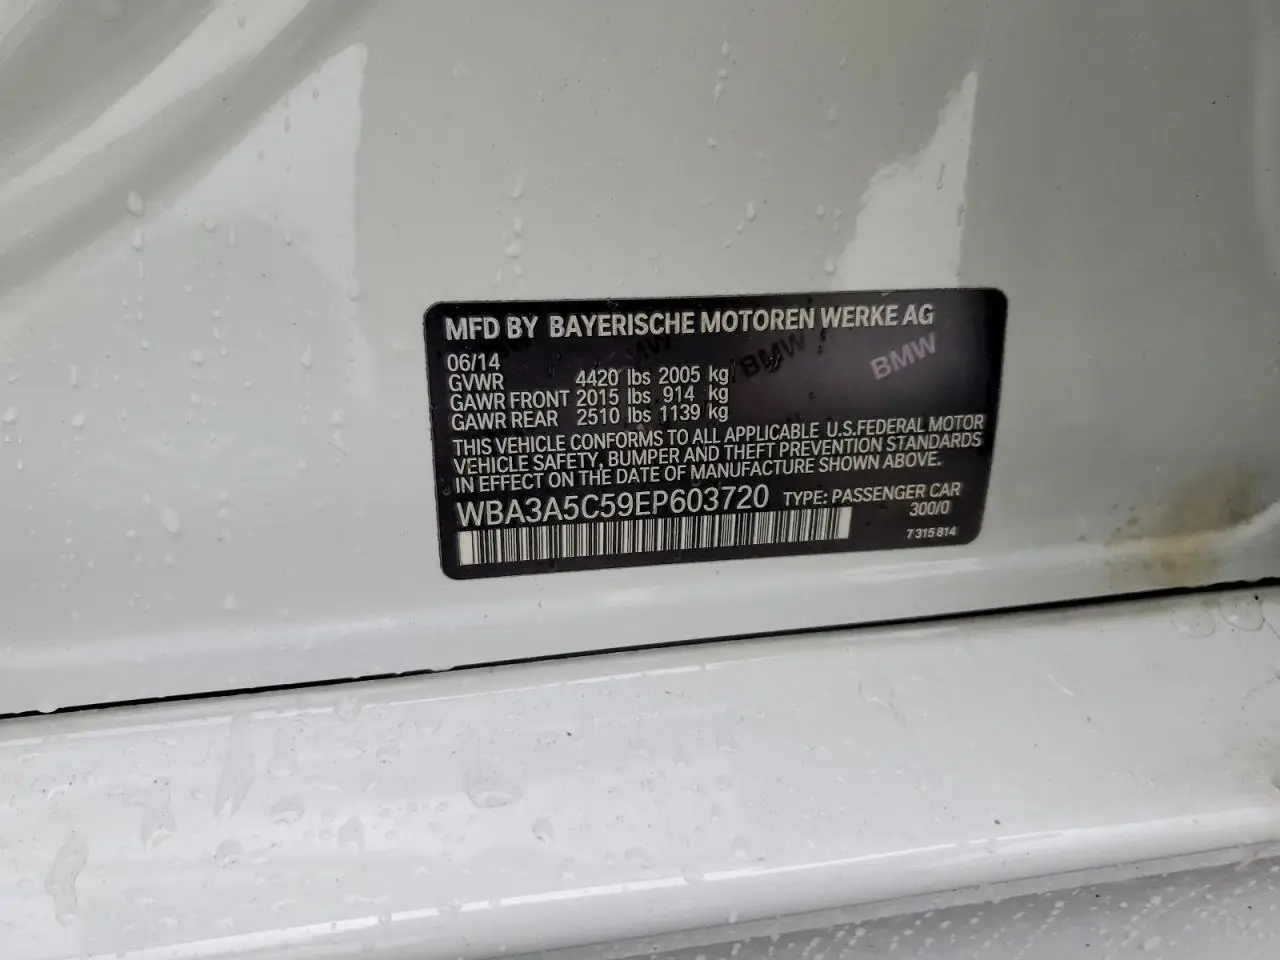 MFD BY BAYERISCHE MOTOREN WERKE AG
06/14
GVWR 4420 lbs 2005 kg
GAWR FRONT 2015 lbs 914 kg
GAWR REAR 2510 lbs 1139 kg
BMW BMW
THIS VEHICLE CONFORMS TO ALL APPLICABLE U.S.FEDERAL MOTOR
VEHICLE SAFETY, BUMPER AND THEFT PREVENTION STANDARDS
IN EFFECT ON THE DATE OF MANUFACTURE SHOWN ABOVE.
WBA3A5C59EP603720 TYPE: PASSENGER CAR
300/0
7 315 814